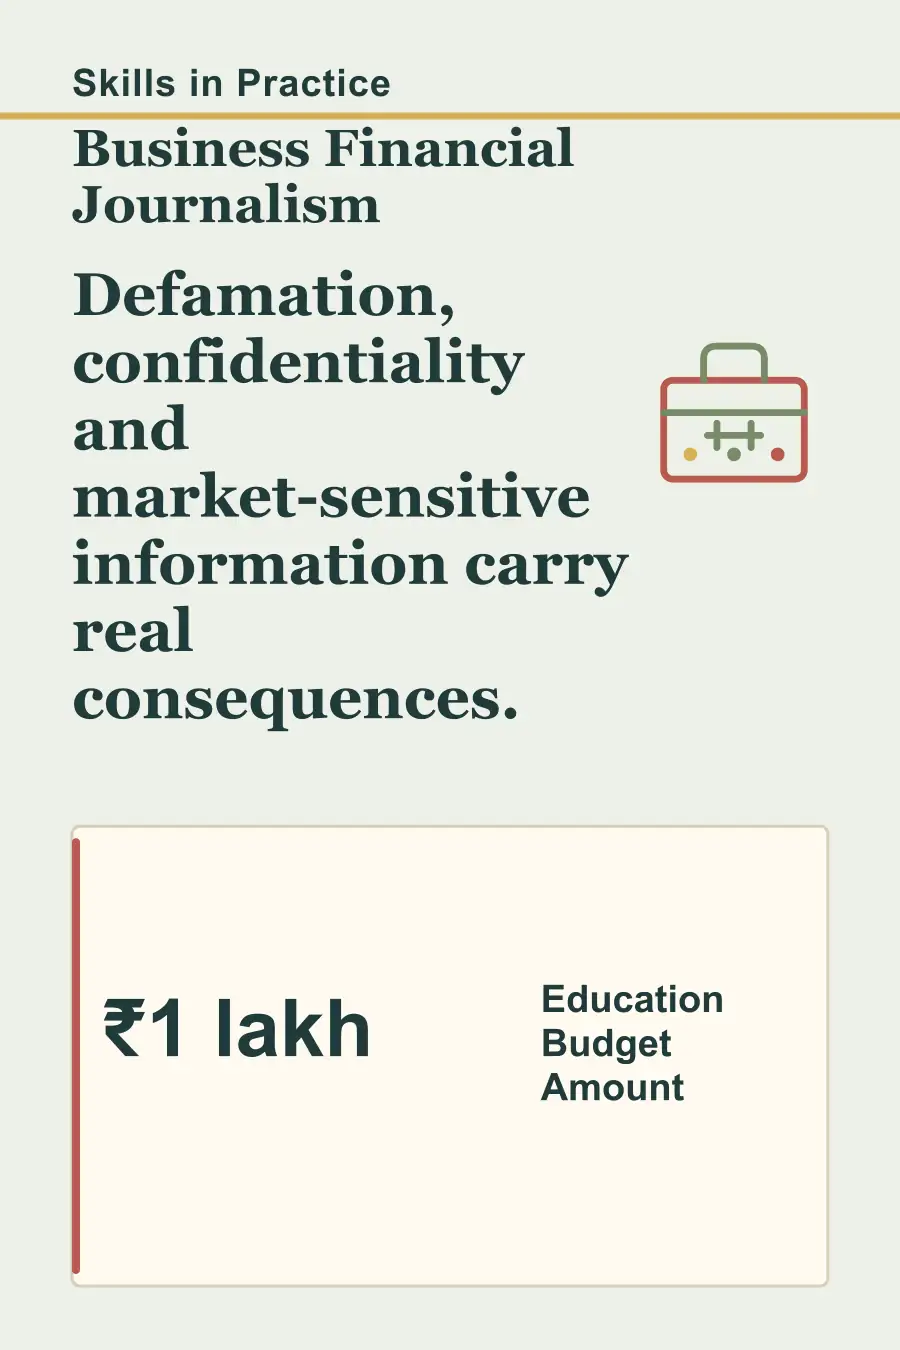 Skills in Practice
Business Financial
Journalism
Defamation,
confidentiality
and
market-sensitive
information carry
real
consequences.
₹1 lakh
Education
Budget
Amount